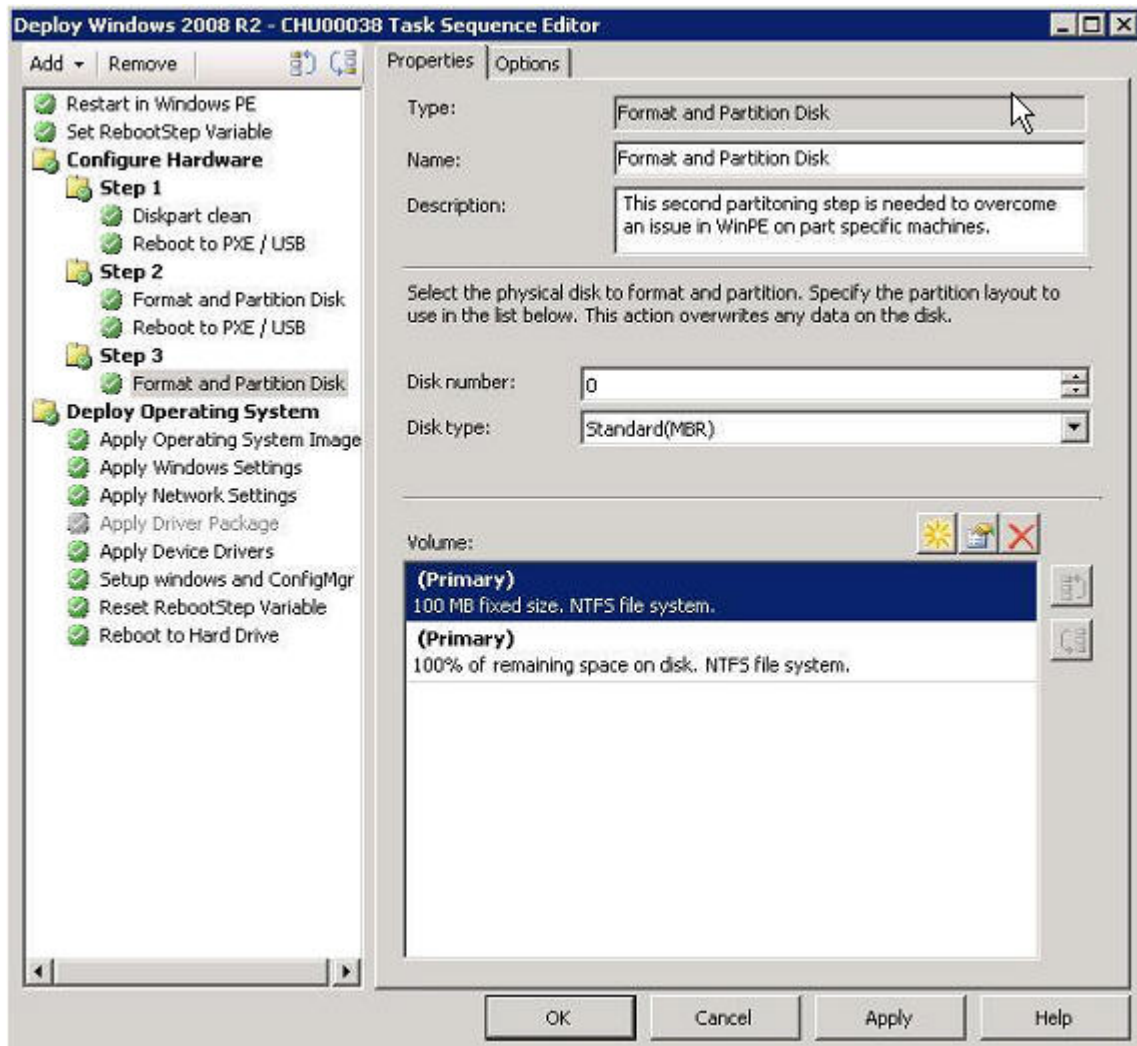 Deploy Windows 2008 R2 - CHU00038 Task Sequence Editor
Add
Remove
Restart in Windows PE
Set RebootStep Variable
Configure Hardware
Step 1
Diskpart clean
Reboot to PXE / USB
Step 2
Format and Partition Disk
Reboot to PXE / USB
Step 3
Format and Partition Disk
Deploy Operating System
Apply Operating System Image
Apply Windows Settings
Apply Network Settings
Apply Driver Package
Apply Device Drivers
Setup windows and ConfigMgr
Reset RebootStep Variable
Reboot to Hard Drive
Properties
Options
Type:
Format and Partition Disk
Name:
Format and Partition Disk
Description:
This second partitoning step is needed to overcome
an issue in WinPE on part specific machines.
Select the physical disk to format and partition. Specify the partition layout to
use in the list below. This action overwrites any data on the disk.
Disk number:
0
Disk type:
Standard(MBR)
Volume:
(Primary)
100 MB fixed size. NTFS file system.
(Primary)
100% of remaining space on disk. NTFS file system.
OK
Cancel
Apply
Help